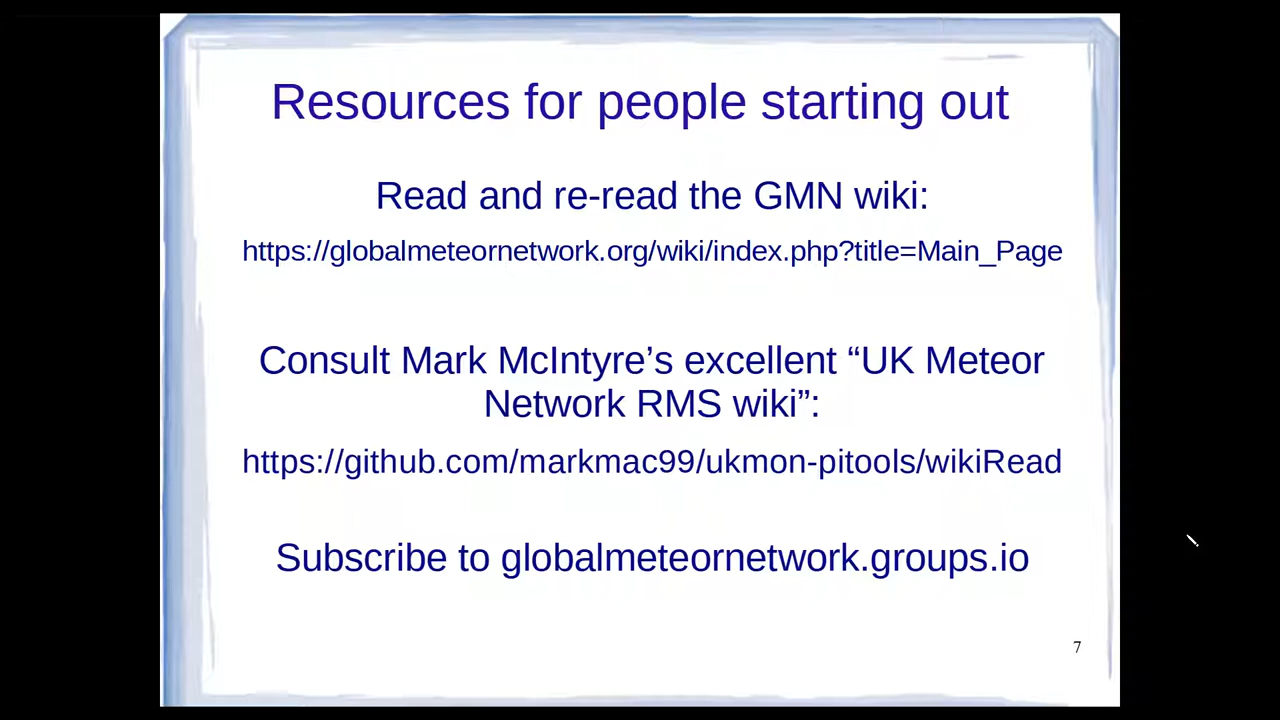 Resources for people starting out
Read and re-read the GMN wiki:
https://globalmeteornetwork.org/wiki/index.php?title=Main_Page
Consult Mark McIntyre’s excellent “UK Meteor
Network RMS wiki”:
https://github.com/markmac99/ukmon-pitools/wikiRead
Subscribe to globalmeteornetwork.groups.io
7